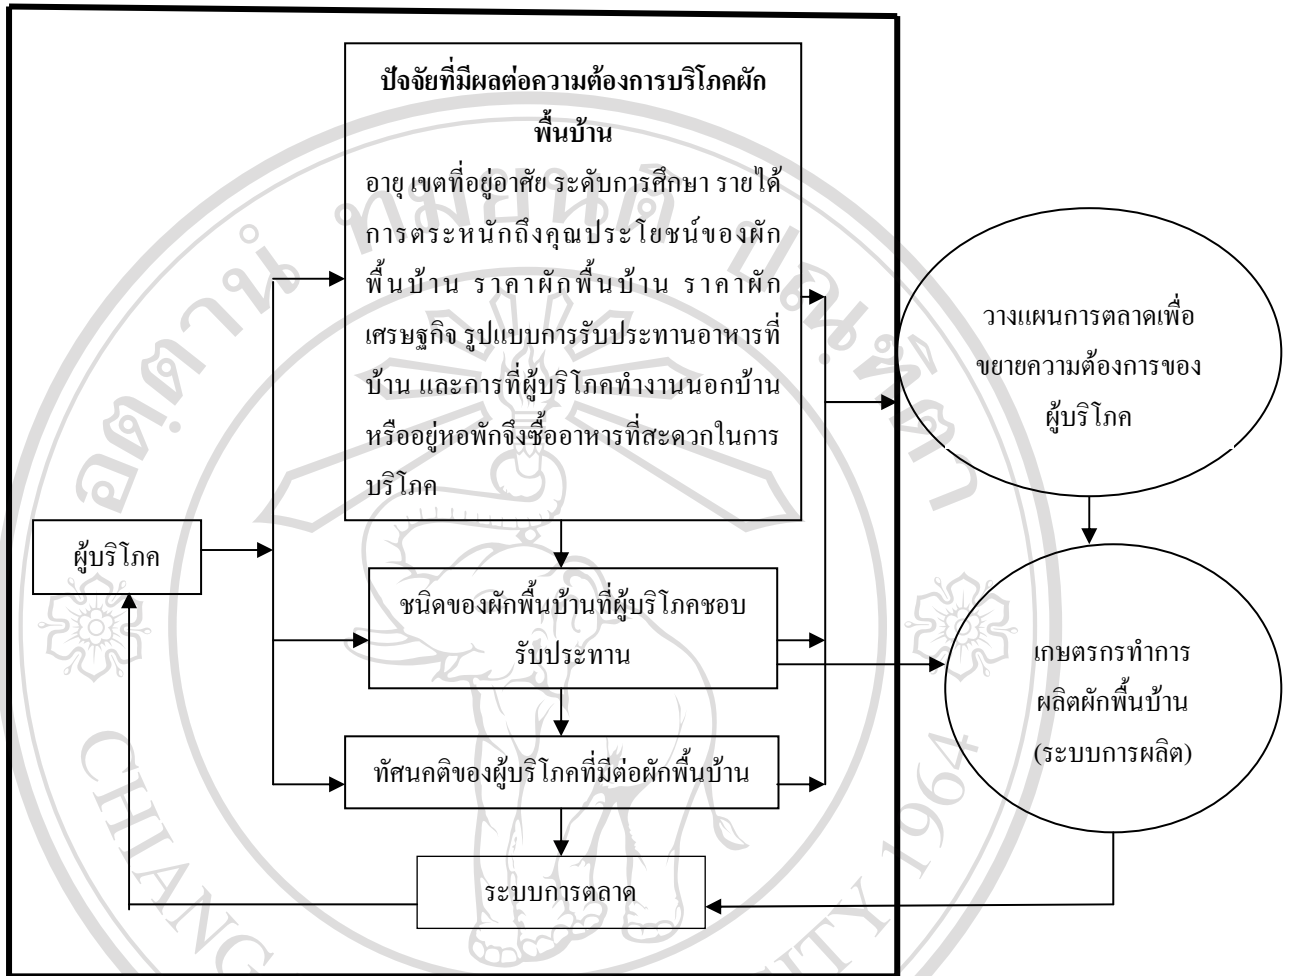 ปัจจัยที่มีผลต่อความต้องการบริโภคผัก
พื้นบ้าน
อายุ เขตที่อยู่อาศัย ระดับการศึกษา รายได้
การตระหนักถึงคุณประโยชน์ของผัก
พื้นบ้าน ราคาผักพื้นบ้าน ราคาผัก
เศรษฐกิจ รูปแบบการรับประทานอาหารที่
บ้าน และการที่ผู้บริโภคทำงานนอกบ้าน
หรืออยู่หอพักจึงซื้ออาหารที่สะดวกในการ
บริโภค
วางแผนการตลาดเพื่อ
ขยายความต้องการของ
ผู้บริโภค
ผู้บริโภค
ชนิดของผักพื้นบ้านที่ผู้บริโภคชอบ
รับประทาน
เกษตรกรทำการ
ผลิตผักพื้นบ้าน
(ระบบการผลิต)
ทัศนคติของผู้บริโภคที่มีต่อผักพื้นบ้าน
ระบบการตลาด
CHIANG
ITY 1964